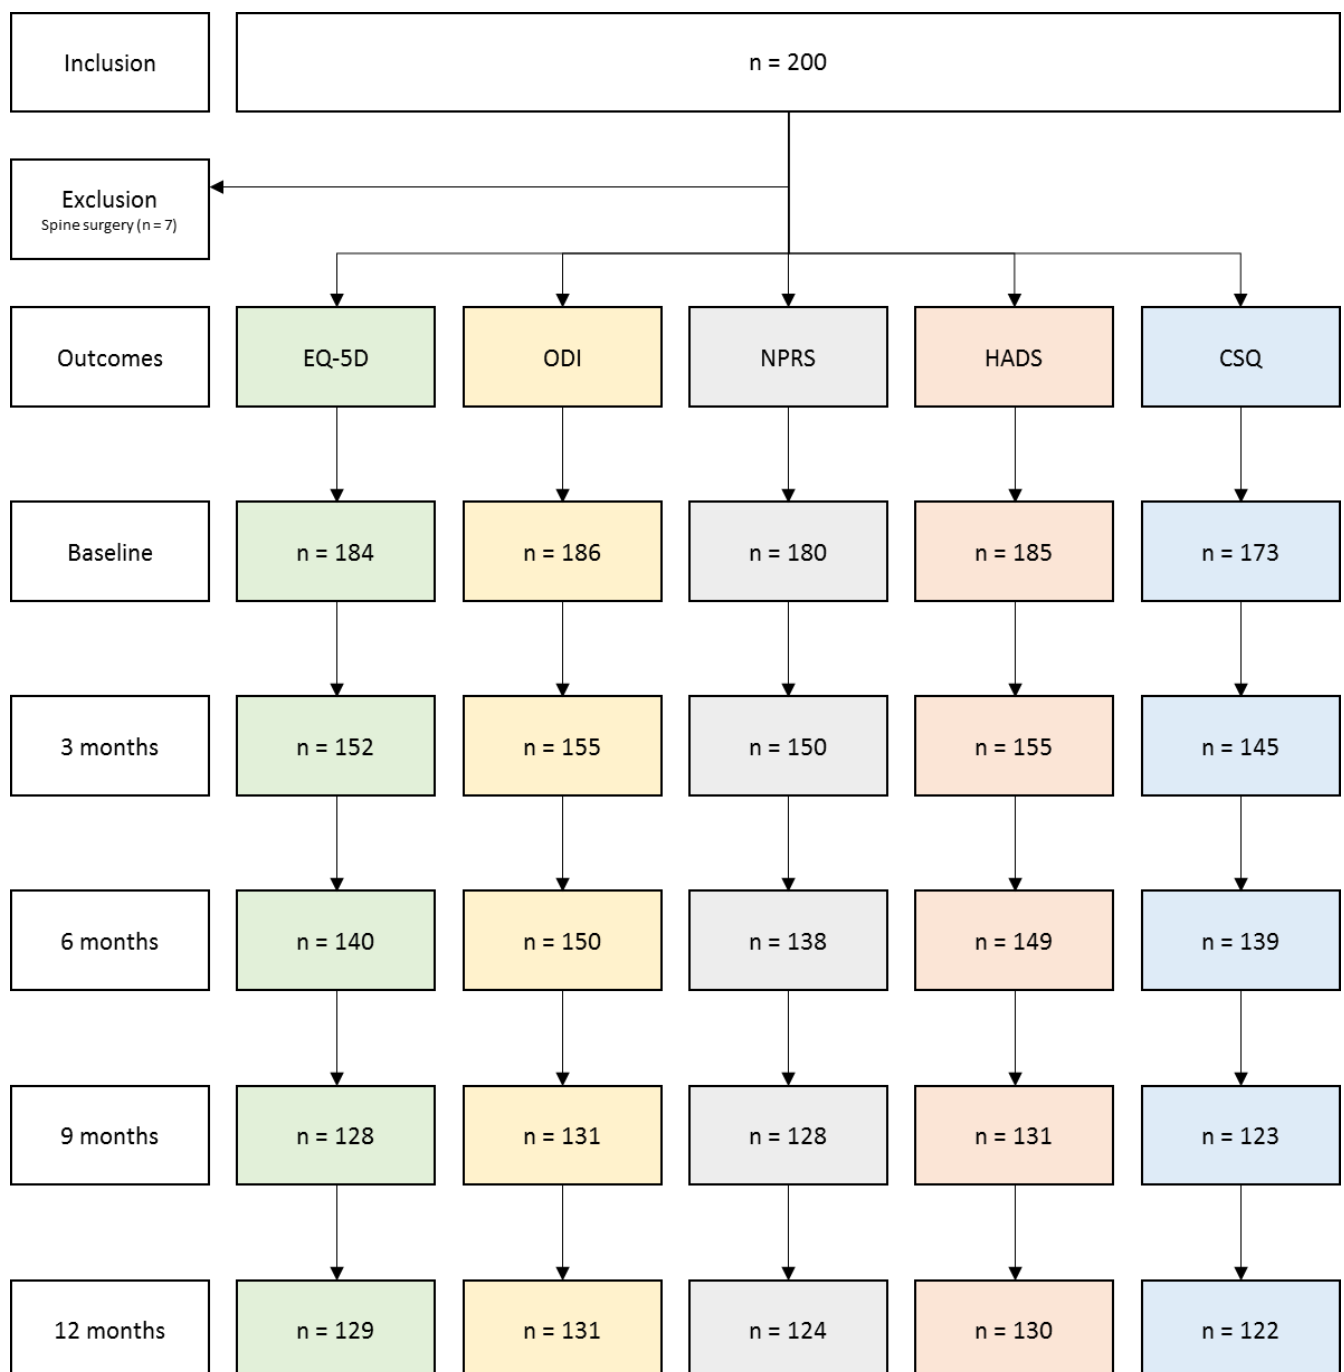 Inclusion
n = 200
Exclusion
Spine surgery (n = 7)
Outcomes
EQ-5D
ODI
NPRS
HADS
CSQ
Baseline
n = 184
n = 186
n = 180
n = 185
n = 173
3 months
n = 152
n = 155
n = 150
n = 155
n = 145
6 months
n = 140
n = 150
n = 138
n = 149
n = 139
9 months
n = 128
n = 131
n = 128
n = 131
n = 123
12 months
n = 129
n = 131
n = 124
n = 130
n = 122